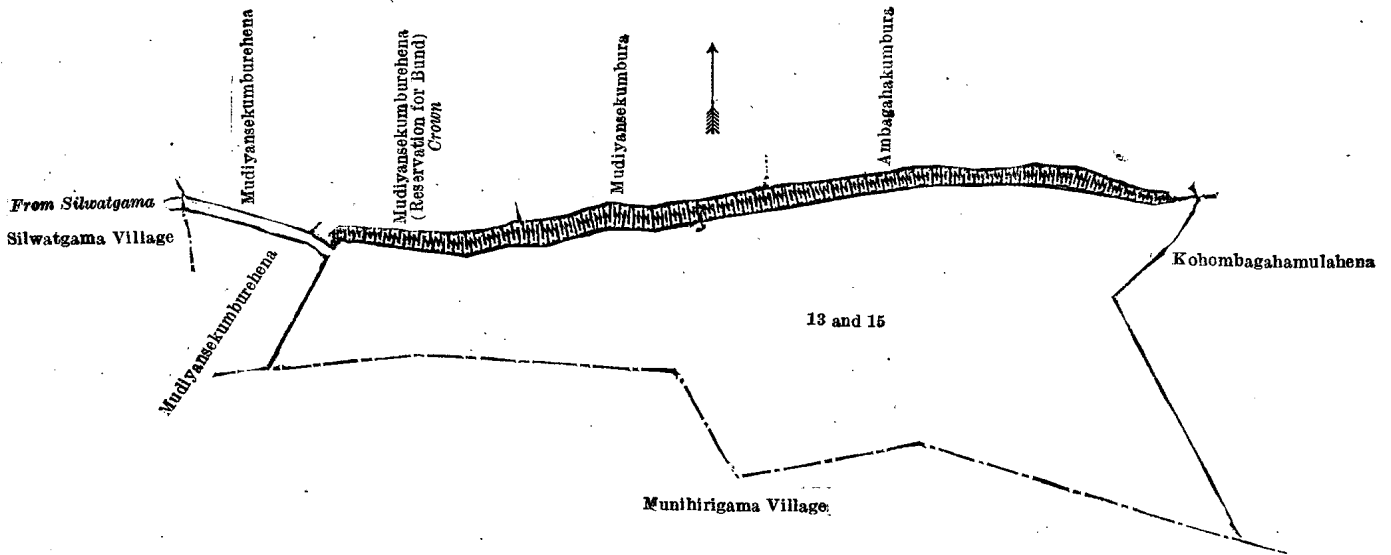 Mudiyansekumburehena
Mudiyansekumburehena
(Reservation for Bund)
Crown
Mudiyansekumbura
Ambagahakumbura
From Silwatgama
Silwatgama Village
Mudiyansekumburehena
Kohombagahamulahena
13 and 15
Munihirigama Village